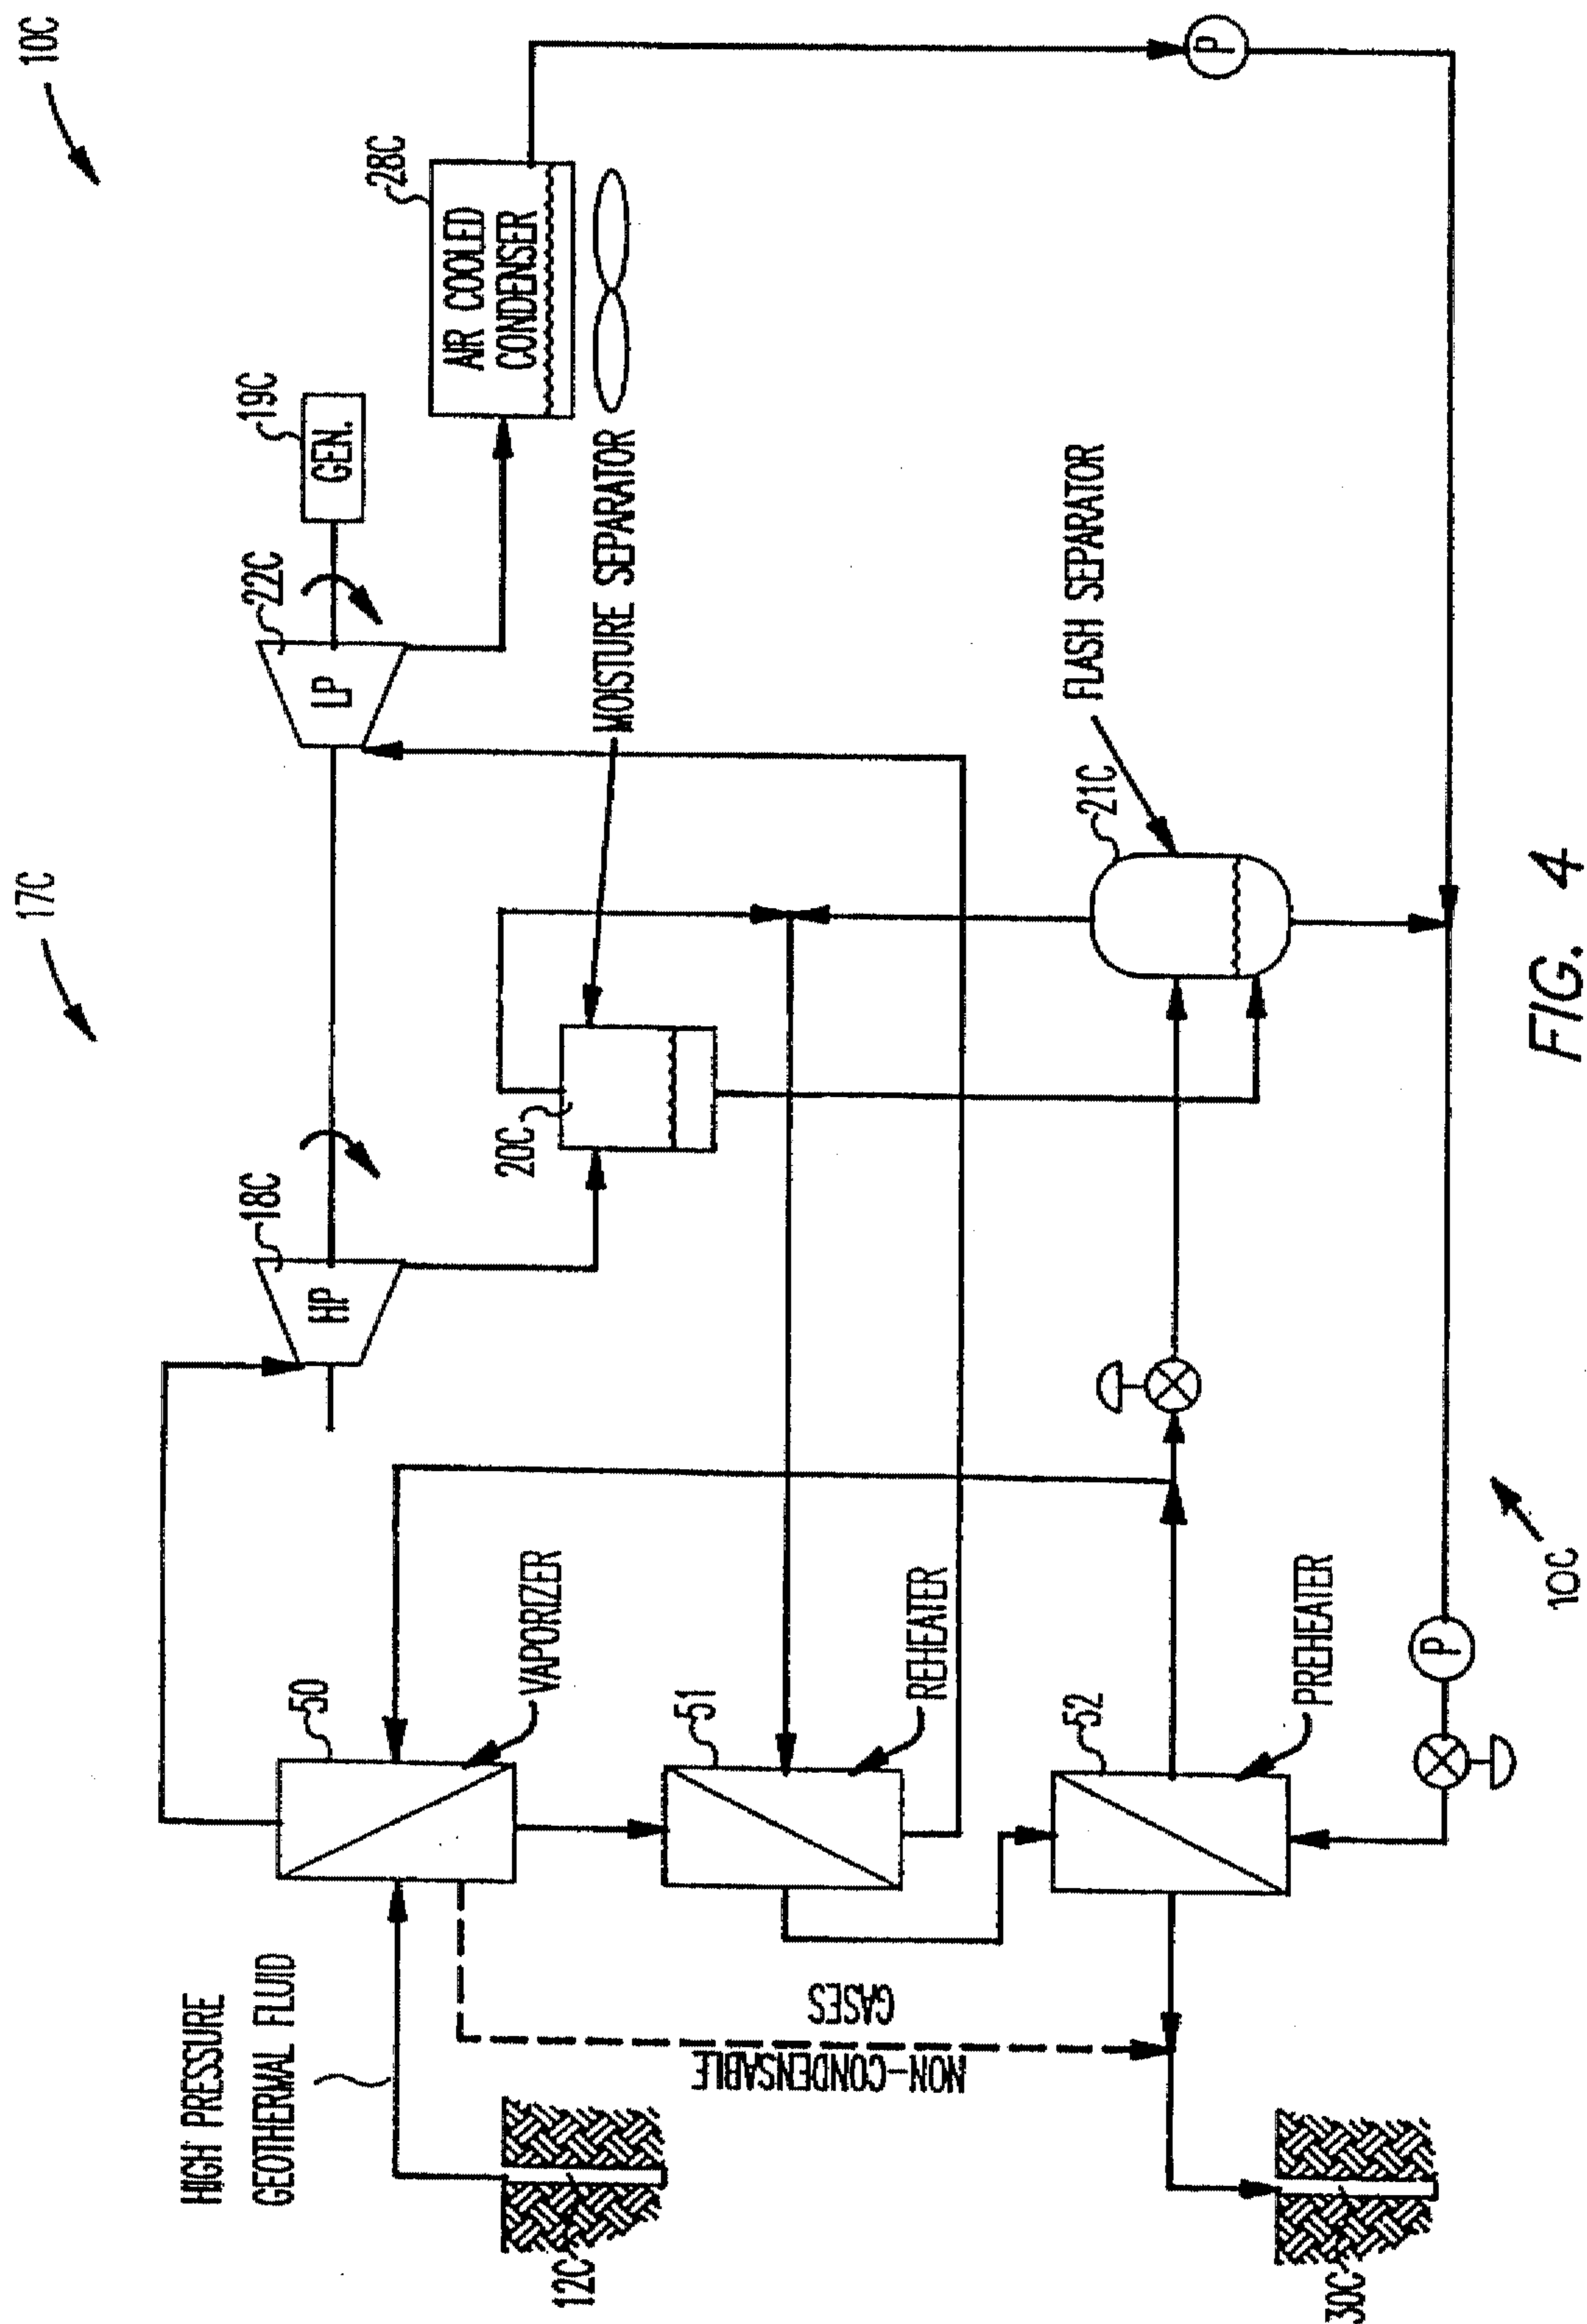 10C
17C
HIGH PRESSURE
GEOTHERMAL FLUID
12C
30C
NON-CONDENSABLE
GASES
50
VAPORIZER
51
REHEATER
52
PREHEATER
HP
18C
LP
22C
GEN.
19C
20C
MOISTURE SEPARATOR
AIR COOLED
CONDENSER
28C
21C
FLASH SEPARATOR
P
P
10C
FIG. 4